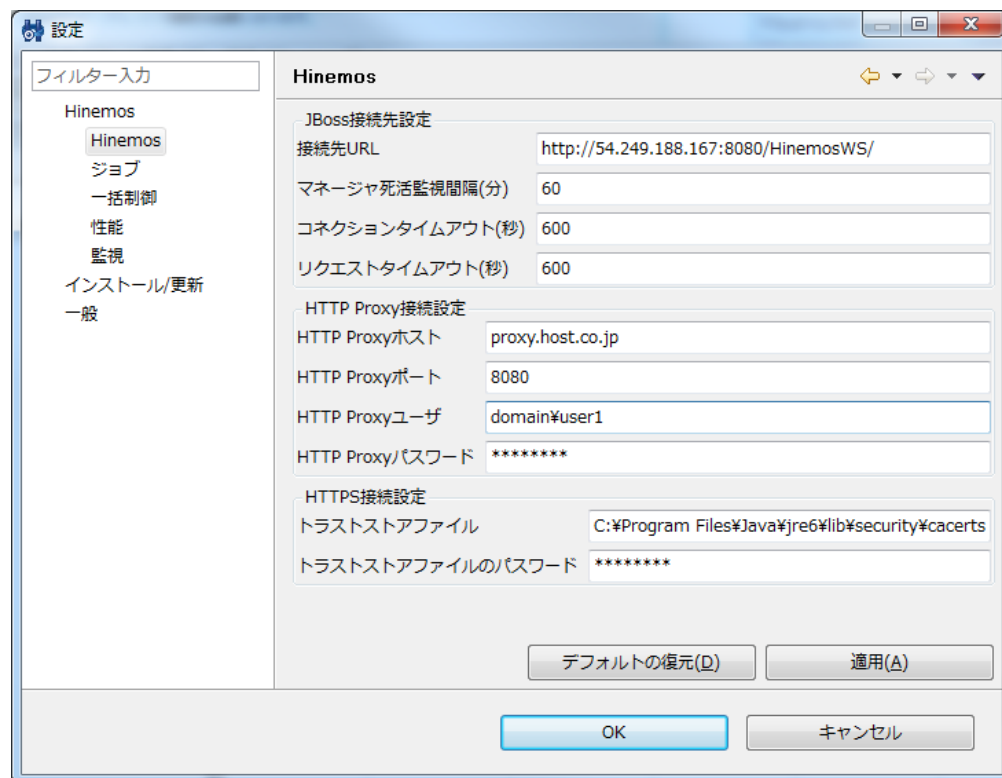 設定
フィルター入力
Hinemos
Hinemos
ジョブ
一括制御
性能
監視
インストール/更新
一般
Hinemos
JBoss接続先設定
接続先URL http://54.249.188.167:8080/HinemosWS/
マネージャ死活監視間隔(分) 60
コネクションタイムアウト(秒) 600
リクエストタイムアウト(秒) 600
HTTP Proxy接続設定
HTTP Proxyホスト proxy.host.co.jp
HTTP Proxyポート 8080
HTTP Proxyユーザ domain¥user1
HTTP Proxyパスワード ********
HTTPS接続設定
トラストストアファイル C:¥Program Files¥Java¥jre6¥lib¥security¥cacerts
トラストストアファイルのパスワード ********
デフォルトの復元(D) 適用(A)
OK キャンセル